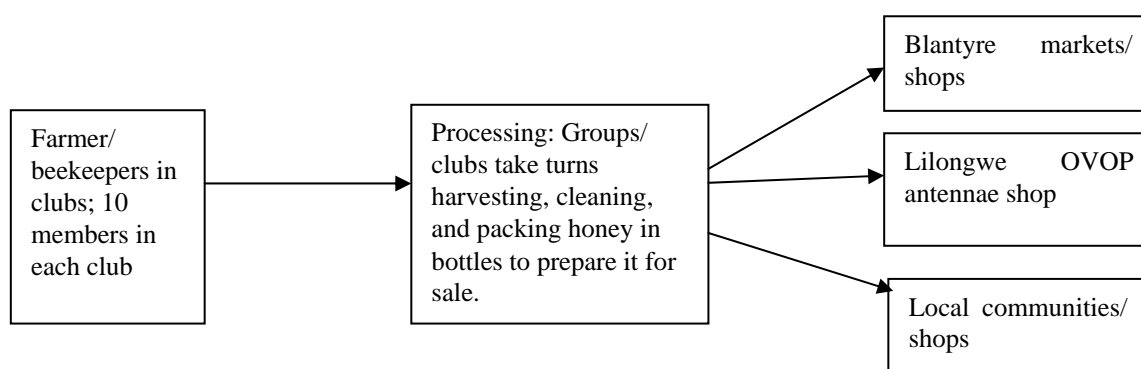 Farmer/
beekeepers in
clubs; 10
members in
each club
Processing: Groups/
clubs take turns
harvesting, cleaning,
and packing honey in
bottles to prepare it for
sale.
Blantyre markets/
shops
Lilongwe OVOP
antennae shop
Local communities/
shops